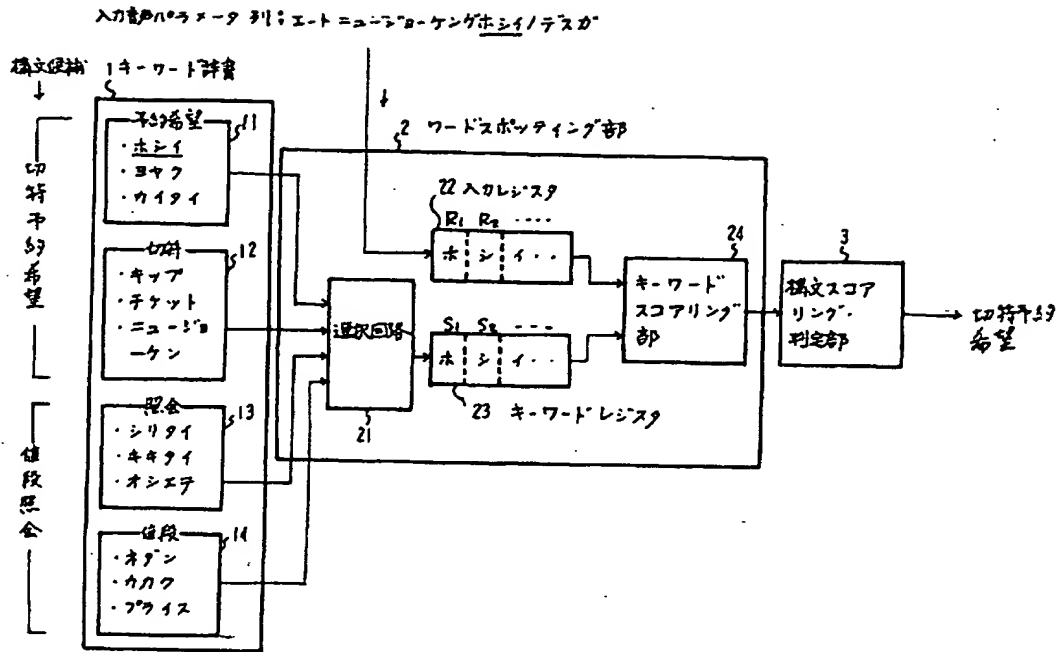 入力音声パラメータ列:エートニュージョーケンガホシイノデスガ
構文候補
1 キーワード辞書
切符予約希望
予約希望
11
・ホシイ
・ヨヤク
・カイタイ
切符
12
・キップ
・チケット
・ニュージョ
ーケン
値段照会
照会
13
・シリタイ
・キキタイ
・オシエテ
値段
14
・ネダン
・カカク
・プライス
2 ワードスポッティング部
選択回路
21
22 入力レジスタ
R1 R2 ・・・・
ホ シ イ・・
S1 S2 ・・・
ホ シ イ・・
23 キーワードレジスタ
24
キーワード
スコアリング
部
3
構文スコア
リング・
判定部
切符予約
希望